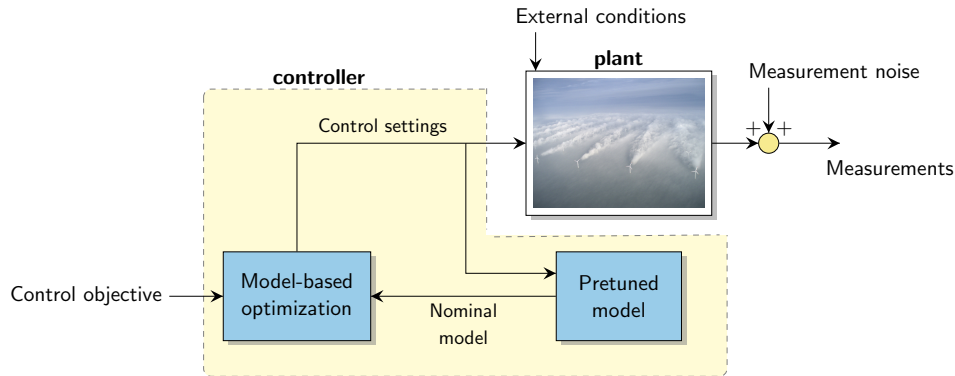 External conditions
plant
controller
Measurement noise
Control settings
+ +
Measurements
Model-based
optimization
Pretuned
model
Control objective
Nominal
model